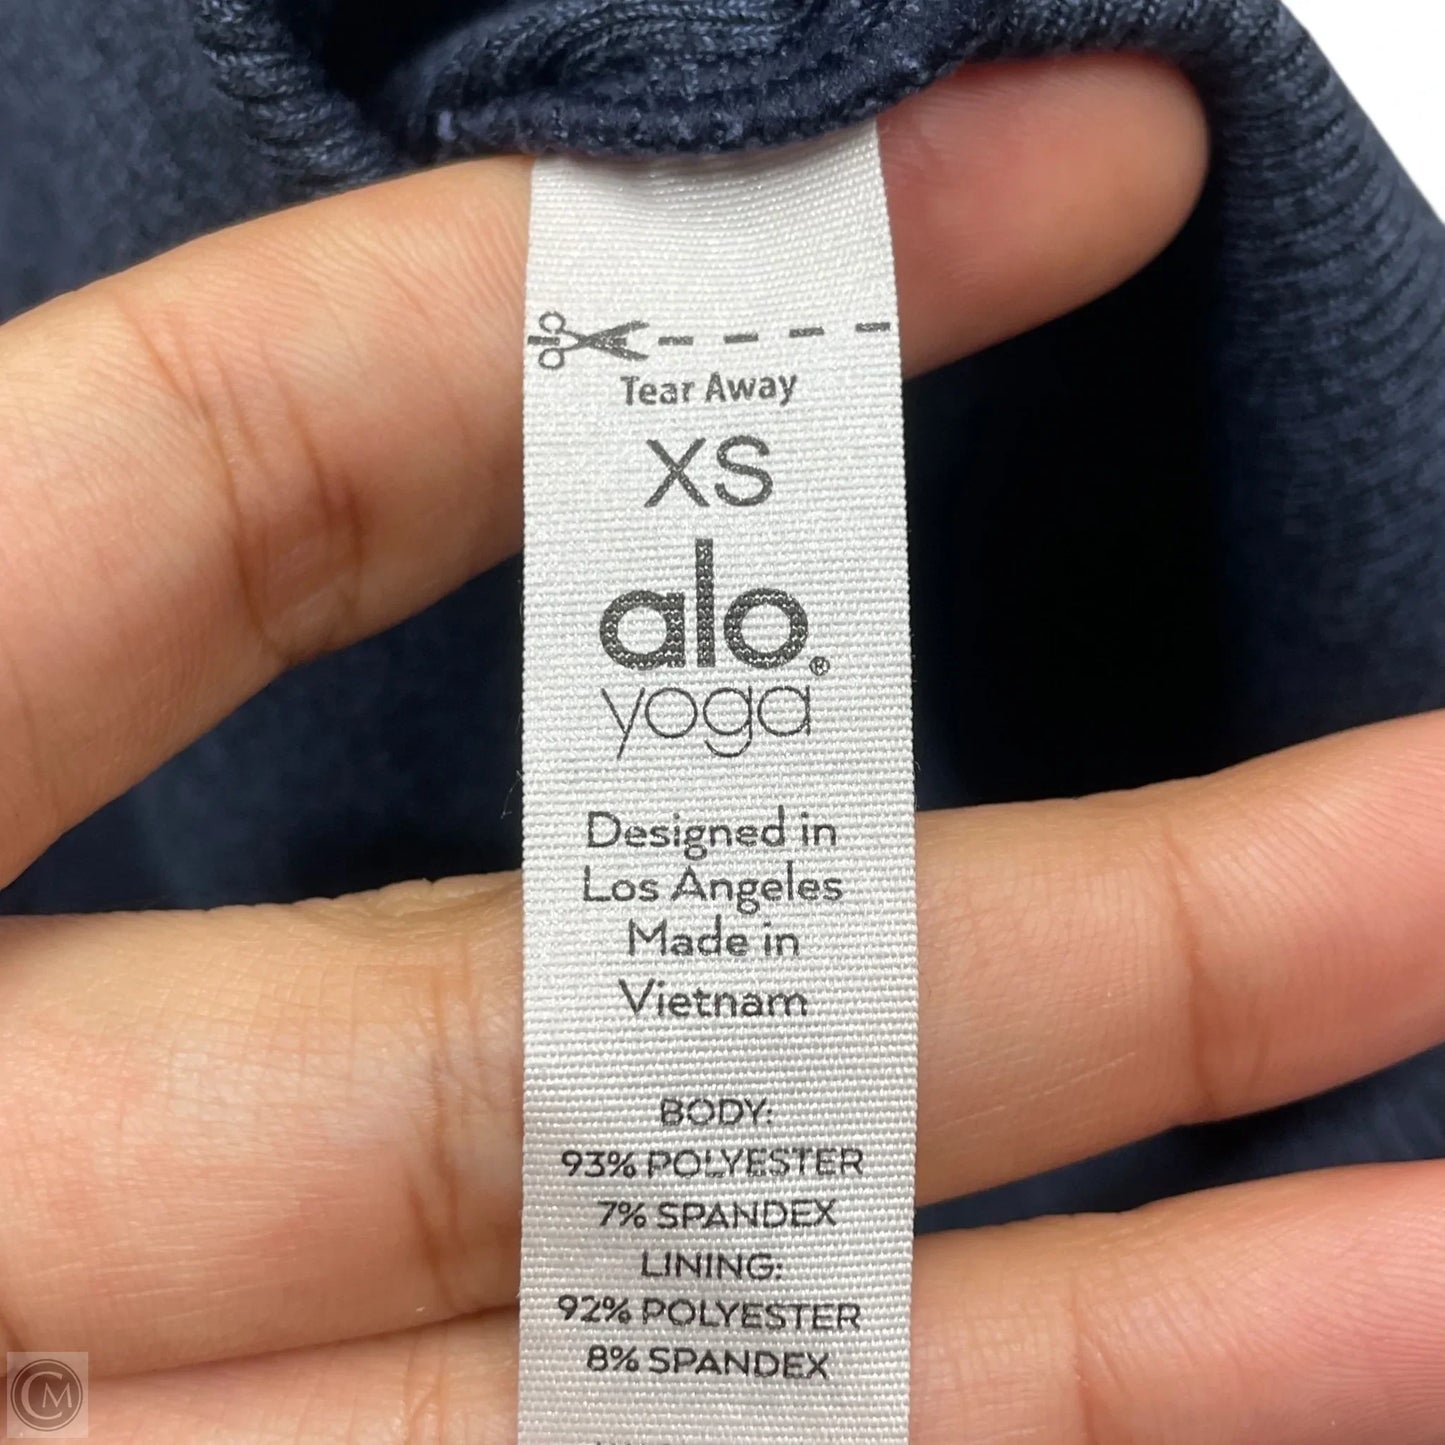 Tear Away
XS
alo®
yoga
Designed in
Los Angeles
Made in
Vietnam
BODY:
93% POLYESTER
7% SPANDEX
LINING:
92% POLYESTER
8% SPANDEX
CM